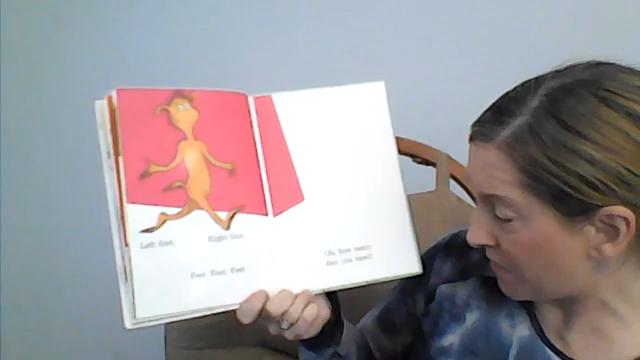 Left foot. Right foot.
Feet. Feet. Feet.
Oh, how many
feet you meet!